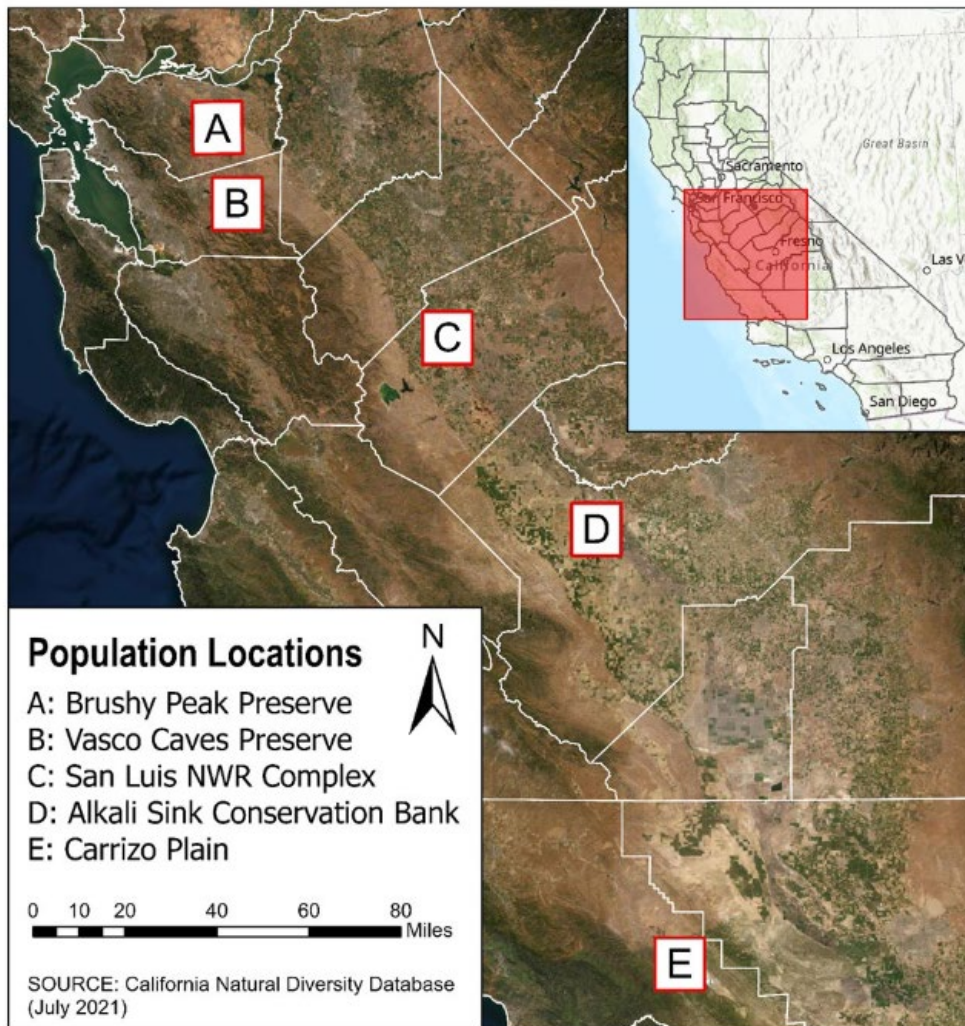 A
B
C
D
E
Sacramento
San Francisco
Great Basin
Fresno
California
Las V
Los Angeles
San Diego
Population Locations
N
A: Brushy Peak Preserve
B: Vasco Caves Preserve
C: San Luis NWR Complex
D: Alkali Sink Conservation Bank
E: Carrizo Plain
0 10 20 40 60 80
Miles
SOURCE: California Natural Diversity Database
(July 2021)